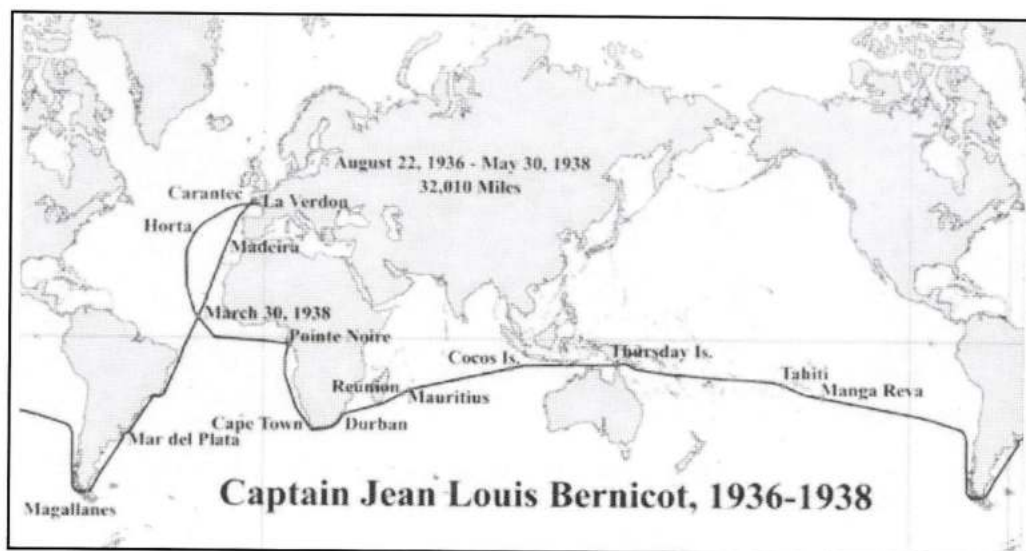 August 22, 1936 - May 30, 1938
32,010 Miles
Carantec
La Verdon
Horta
Madeira
March 30, 1938
Pointe Noire
Cocos Is.
Thursday Is.
Tahiti
Reunion
Mauritius
Manga Reva
Cape Town
Durban
Mar del Plata
Captain Jean Louis Bernicot, 1936-1938
Magallanes